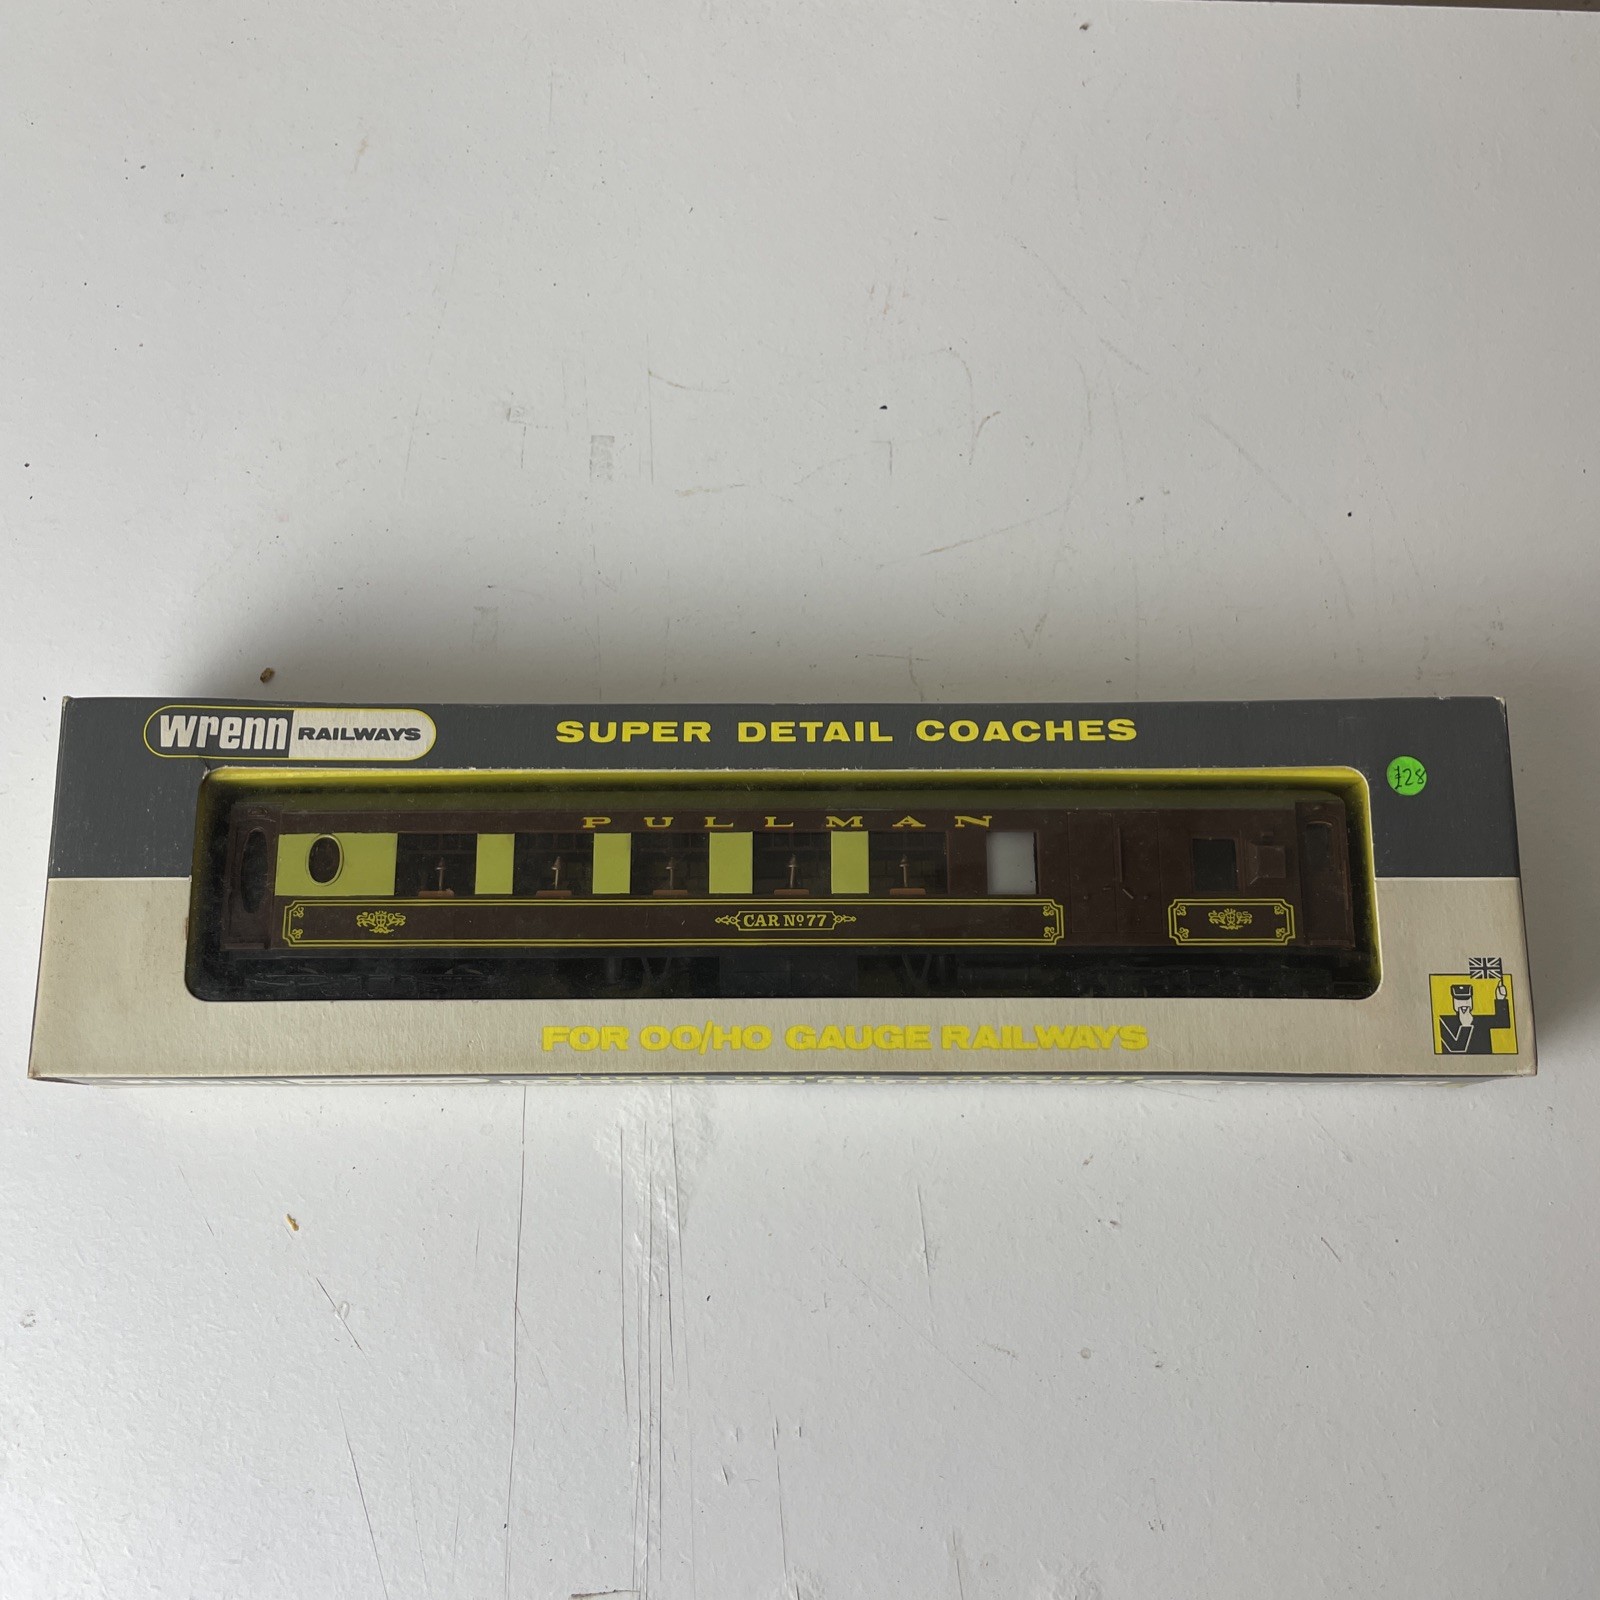 Wrenn RAILWAYS
SUPER DETAIL COACHES
£28
PULLMAN
CAR Nº 77
FOR OO/HO GAUGE RAILWAYS